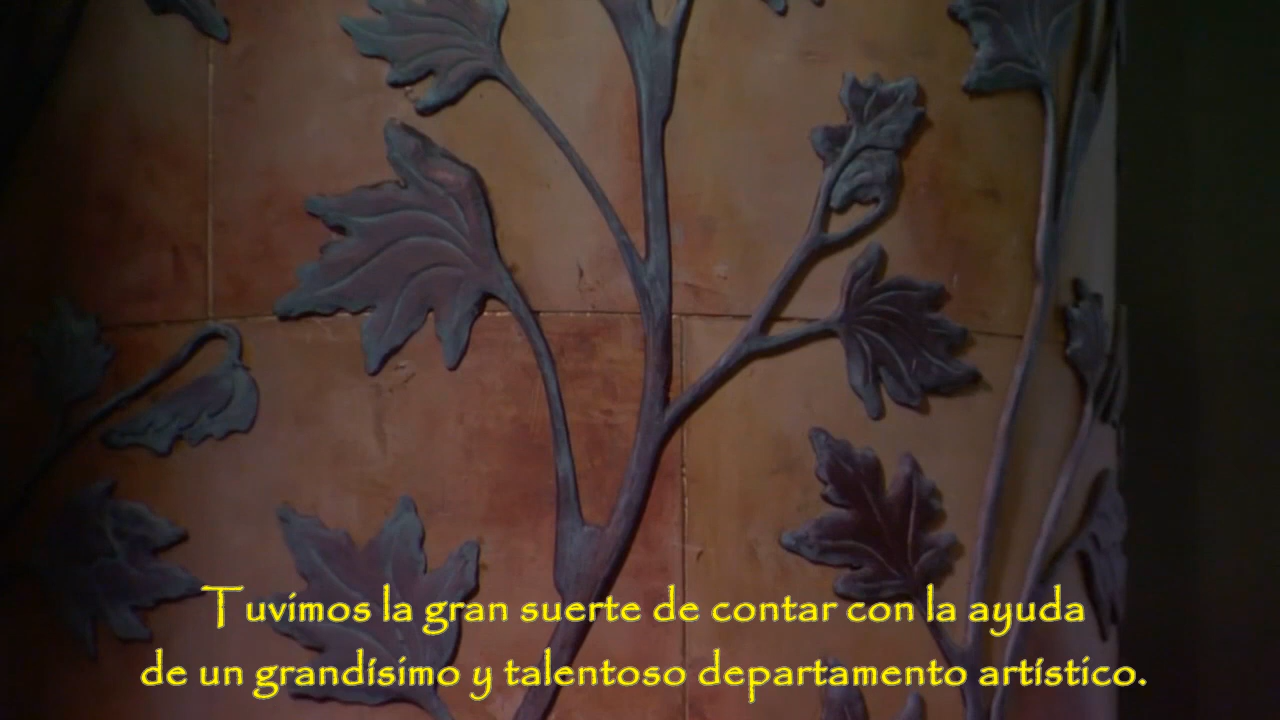 Tuvimos la gran suerte de contar con la ayuda
de un grandísimo y talentoso departamento artístico.